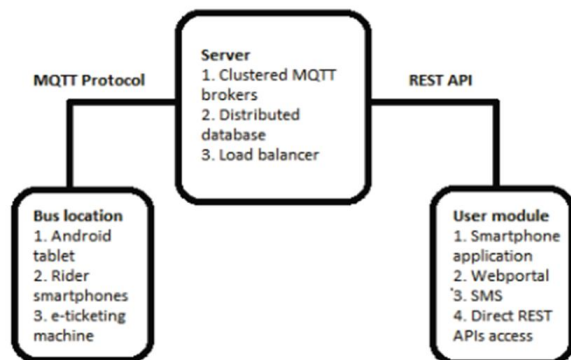 Server
1. Clustered MQTT
brokers
2. Distributed
database
3. Load balancer
MQTT Protocol
REST API
Bus location
1. Android
tablet
2. Rider
smartphones
3. e-ticketing
machine
User module
1. Smartphone
application
2. Webportal
3. SMS
4. Direct REST
APIs access